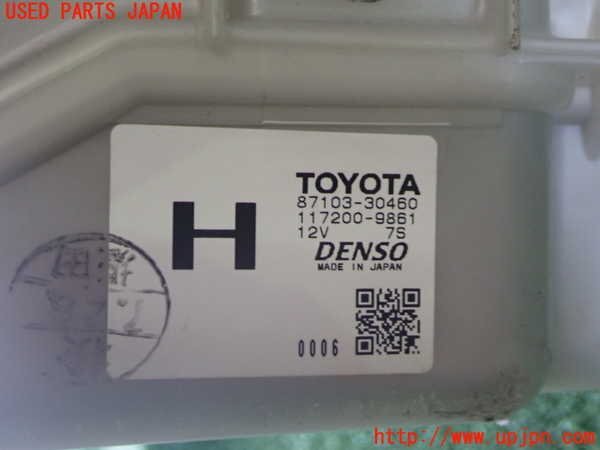 USED PARTS JAPAN
H
TOYOTA
87103-30460
117200-9861
12V 7S
DENSO
MADE IN JAPAN
0006
http://www.upjpn.com/